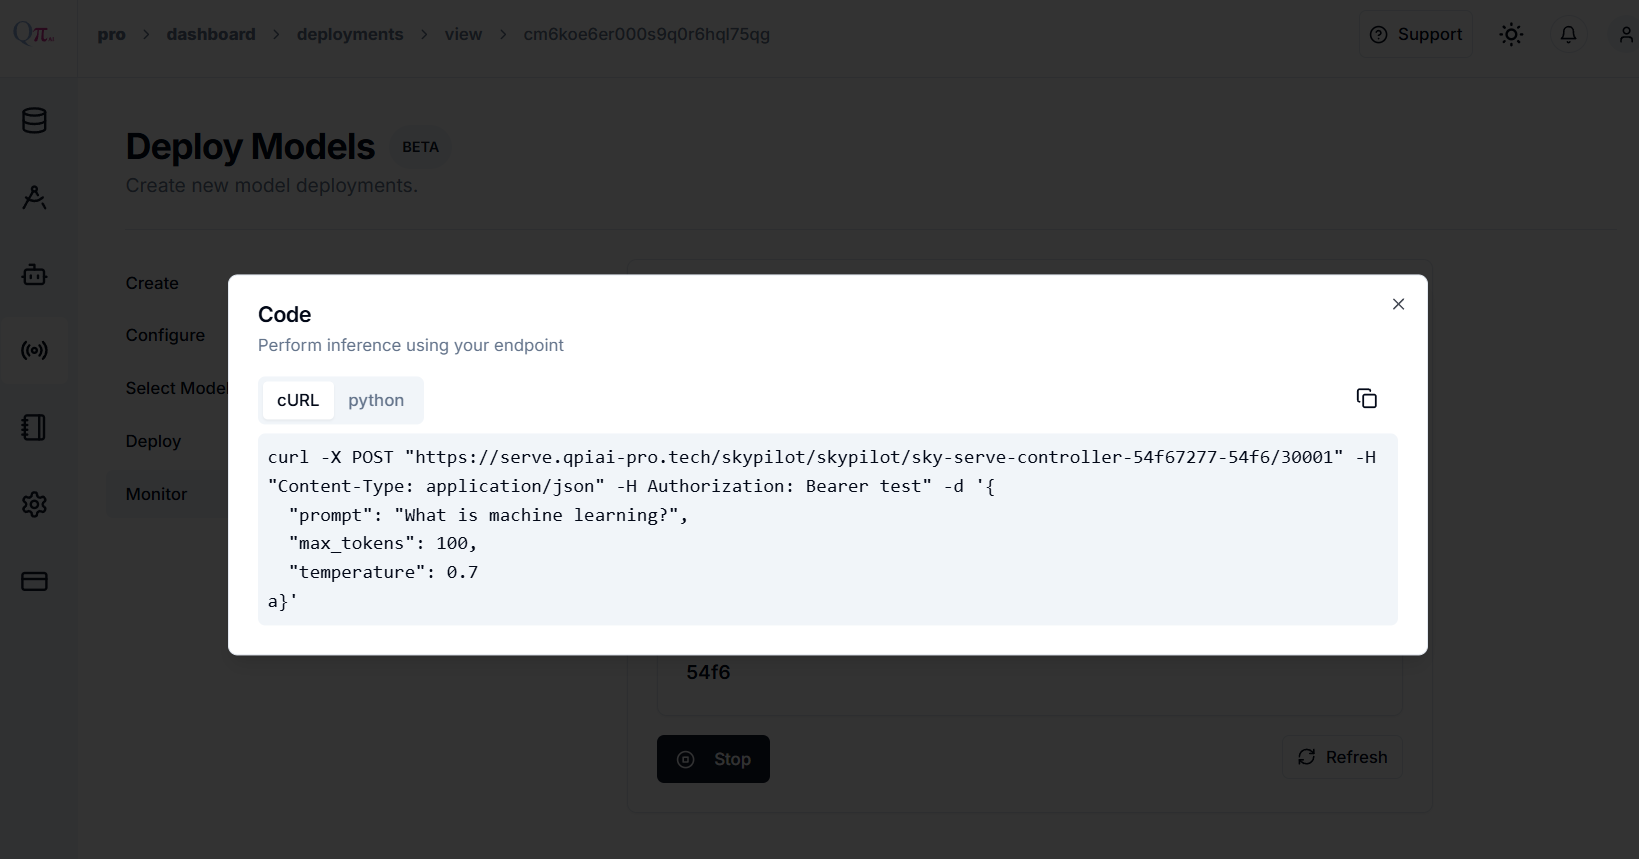 Qπ
pro > dashboard > deployments > view > cm6koe6er000s9q0r6hql75qg
Support
Deploy Models
BETA
Create new model deployments.
Create
Configure
Select Model
Deploy
Monitor
Code
Perform inference using your endpoint
cURL
python
curl -X POST "https://serve.qpiai-pro.tech/skypilot/skypilot/sky-serve-controller-54f67277-54f6/30001" -H
"Content-Type: application/json" -H Authorization: Bearer test" -d '{
"prompt": "What is machine learning?",
"max_tokens": 100,
"temperature": 0.7
a}'
54f6
Stop
Refresh